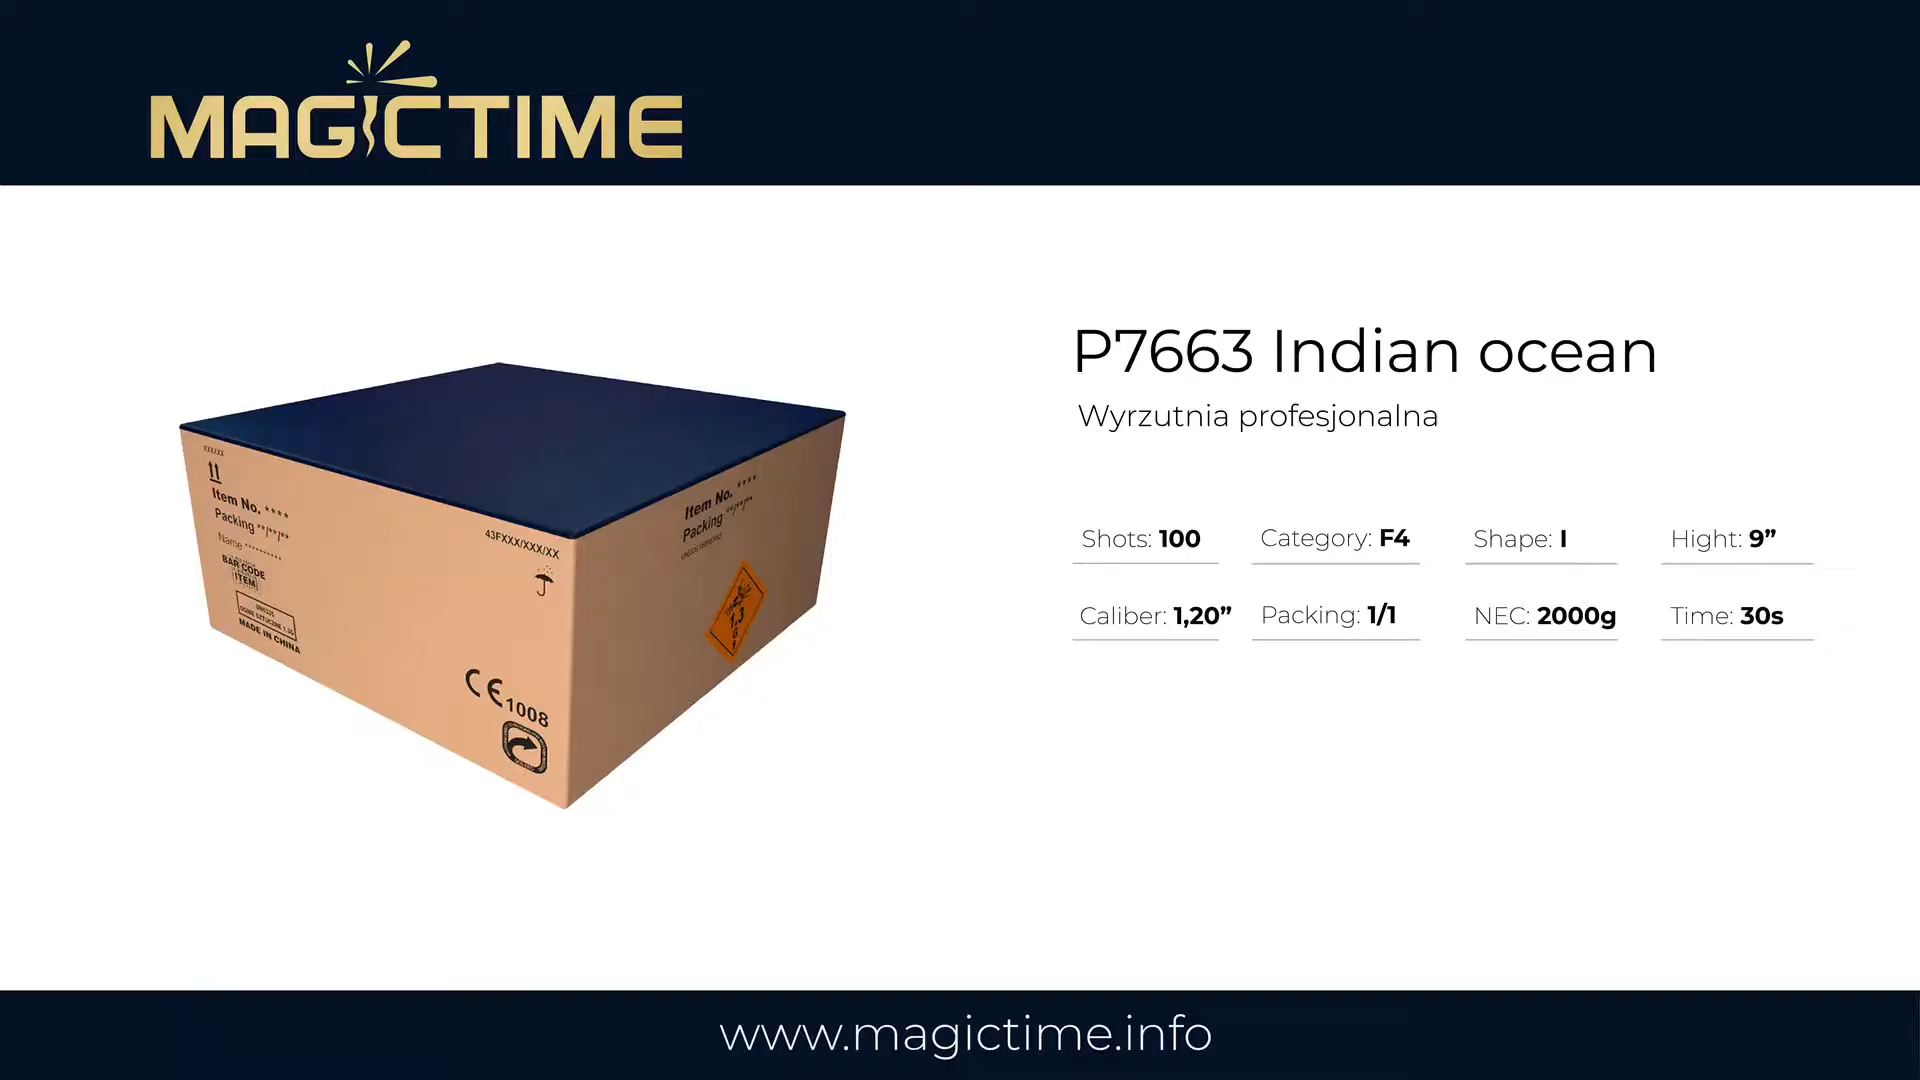 MAGICTIME
P7663 Indian ocean
Wyrzutnia profesjonalna
Shots: 100
Category: F4
Shape: I
Hight: 9”
Caliber: 1,20”
Packing: 1/1
NEC: 2000g
Time: 30s
XXXXXX
Item No. ****
Packing **/**/**
Name **********
BAR CODE
ITEM
MADE IN CHINA
43FXXX/XXX/XX
CE 1008
Item No. ****
Packing **/**/**
1.3
G
www.magictime.info